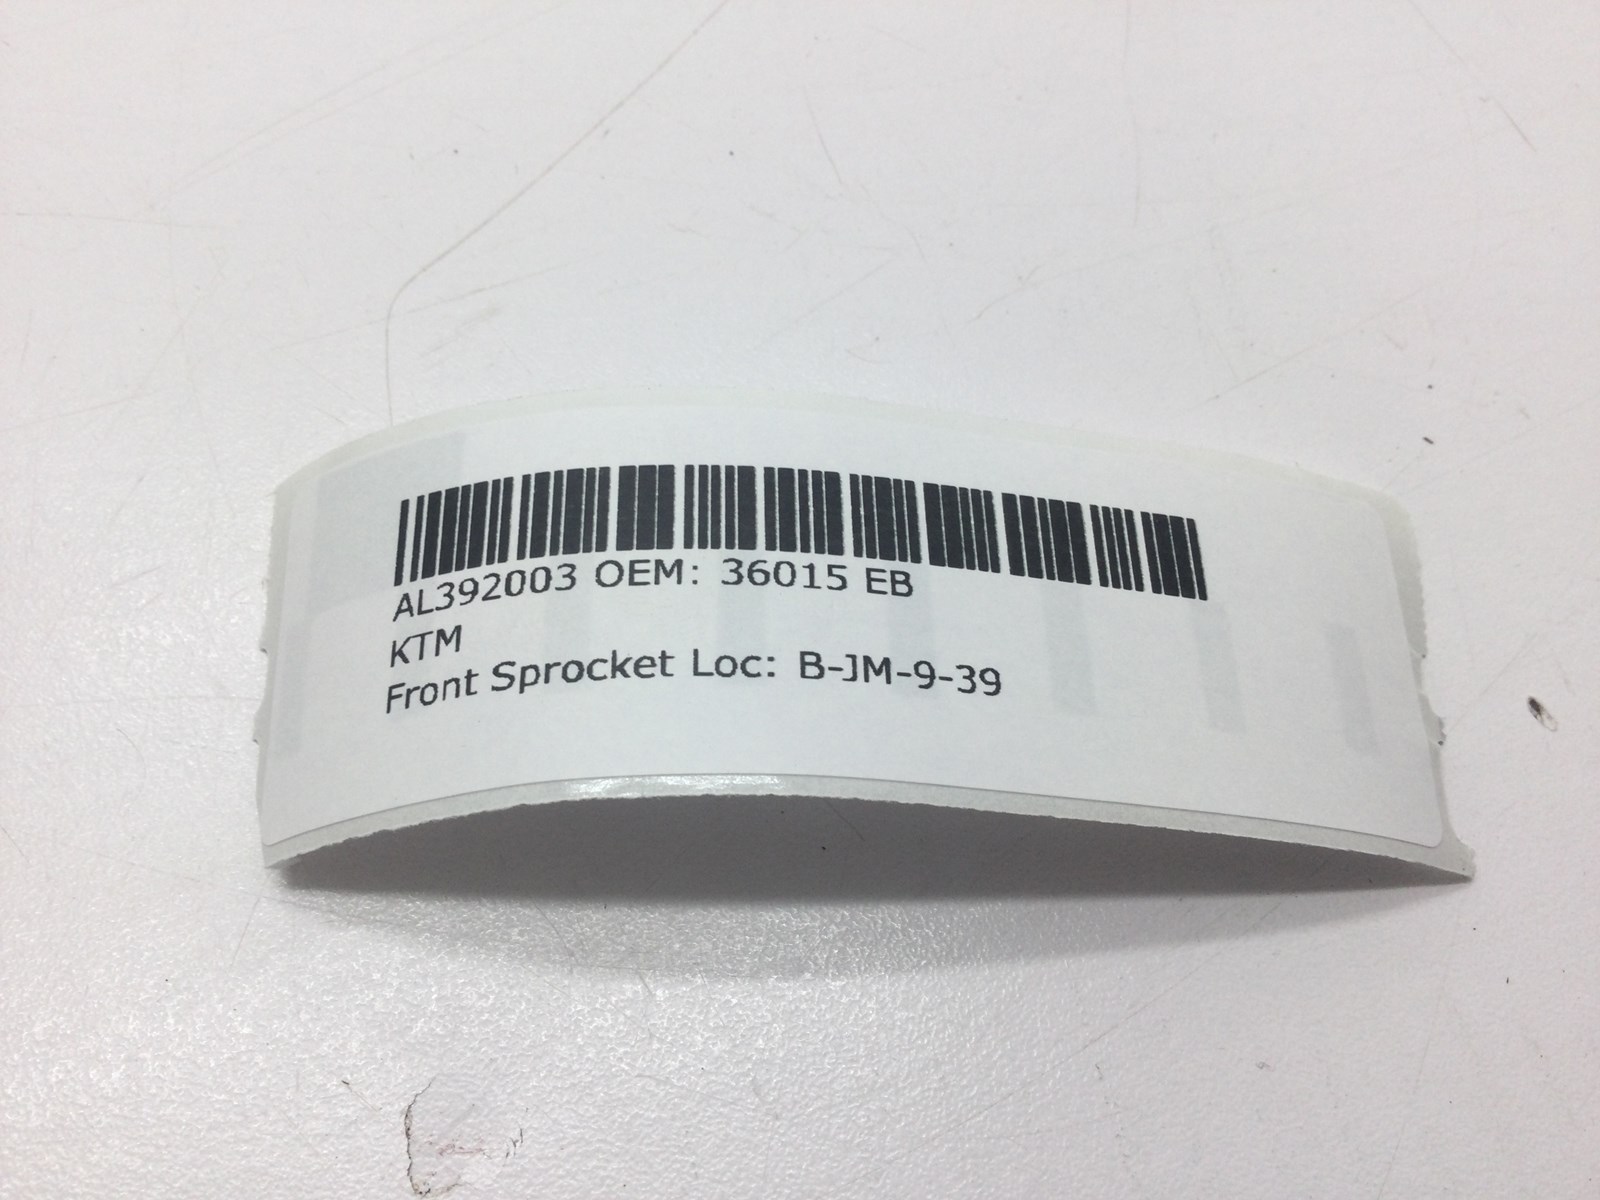 AL392003 OEM: 36015 EB
KTM
Front Sprocket Loc: B-JM-9-39